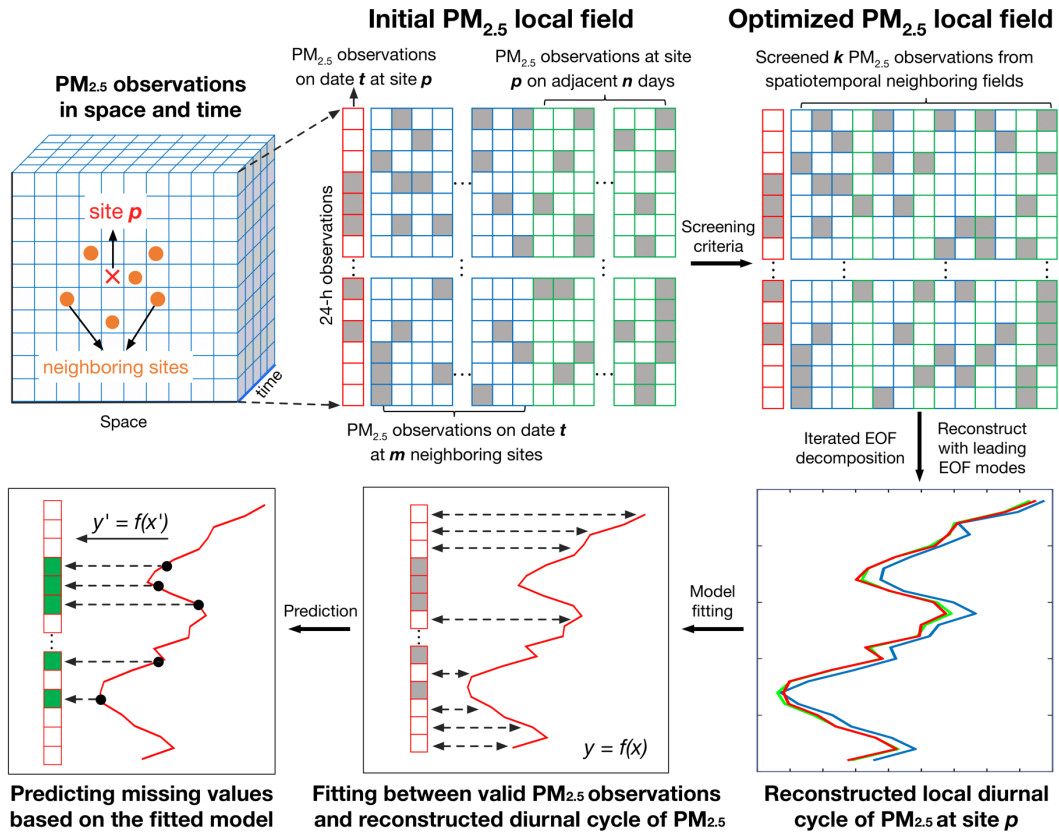 Initial PM2.5 local field
Optimized PM2.5 local field
PM2.5 observations
on date t at site p
PM2.5 observations at site
p on adjacent n days
Screened k PM2.5 observations from
spatiotemporal neighboring fields
PM2.5 observations
in space and time
site p
neighboring sites
time
Space
24-h observations
...
...
...
...
Screening
criteria
PM2.5 observations on date t
at m neighboring sites
Iterated EOF
decomposition
Reconstruct
with leading
EOF modes
y' = f(x')
Prediction
y = f(x)
Model
fitting
Predicting missing values
based on the fitted model
Fitting between valid PM2.5 observations
and reconstructed diurnal cycle of PM2.5
Reconstructed local diurnal
cycle of PM2.5 at site p